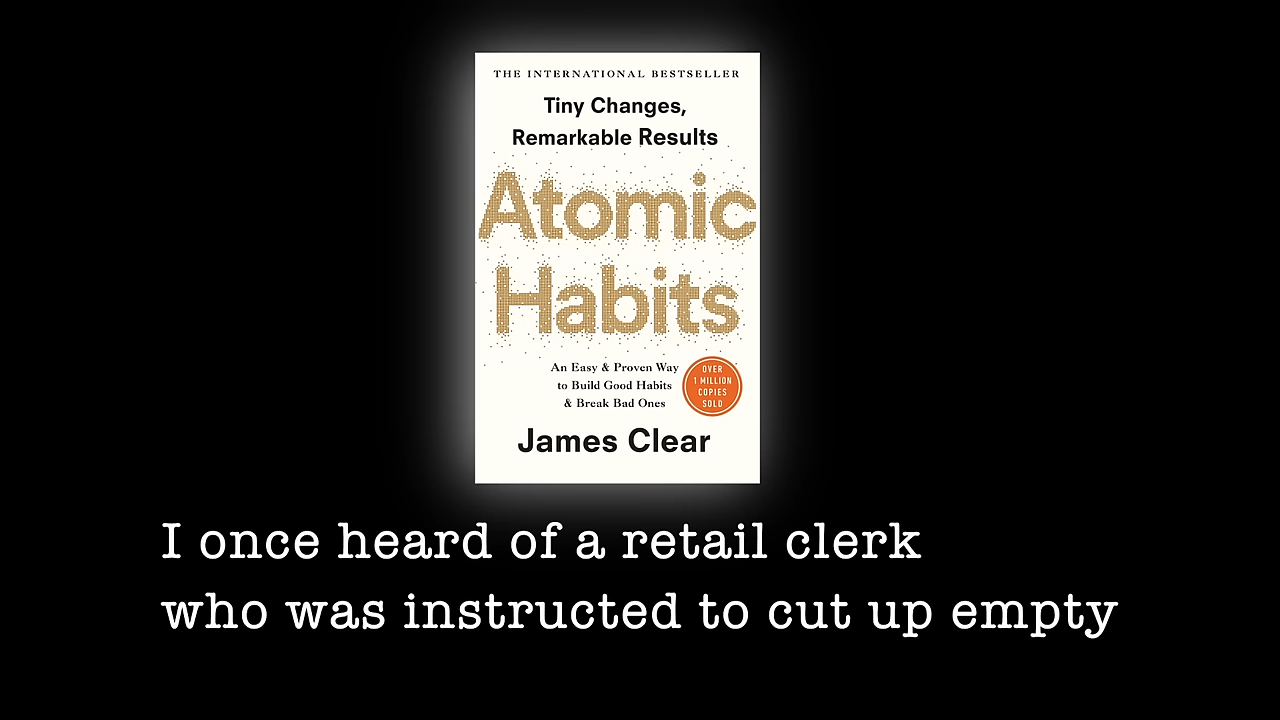 THE INTERNATIONAL BESTSELLER
Tiny Changes,
Remarkable Results
Atomic
Habits
An Easy & Proven Way
to Build Good Habits
& Break Bad Ones
OVER
1 MILLION
COPIES
SOLD
James Clear
I once heard of a retail clerk
who was instructed to cut up empty